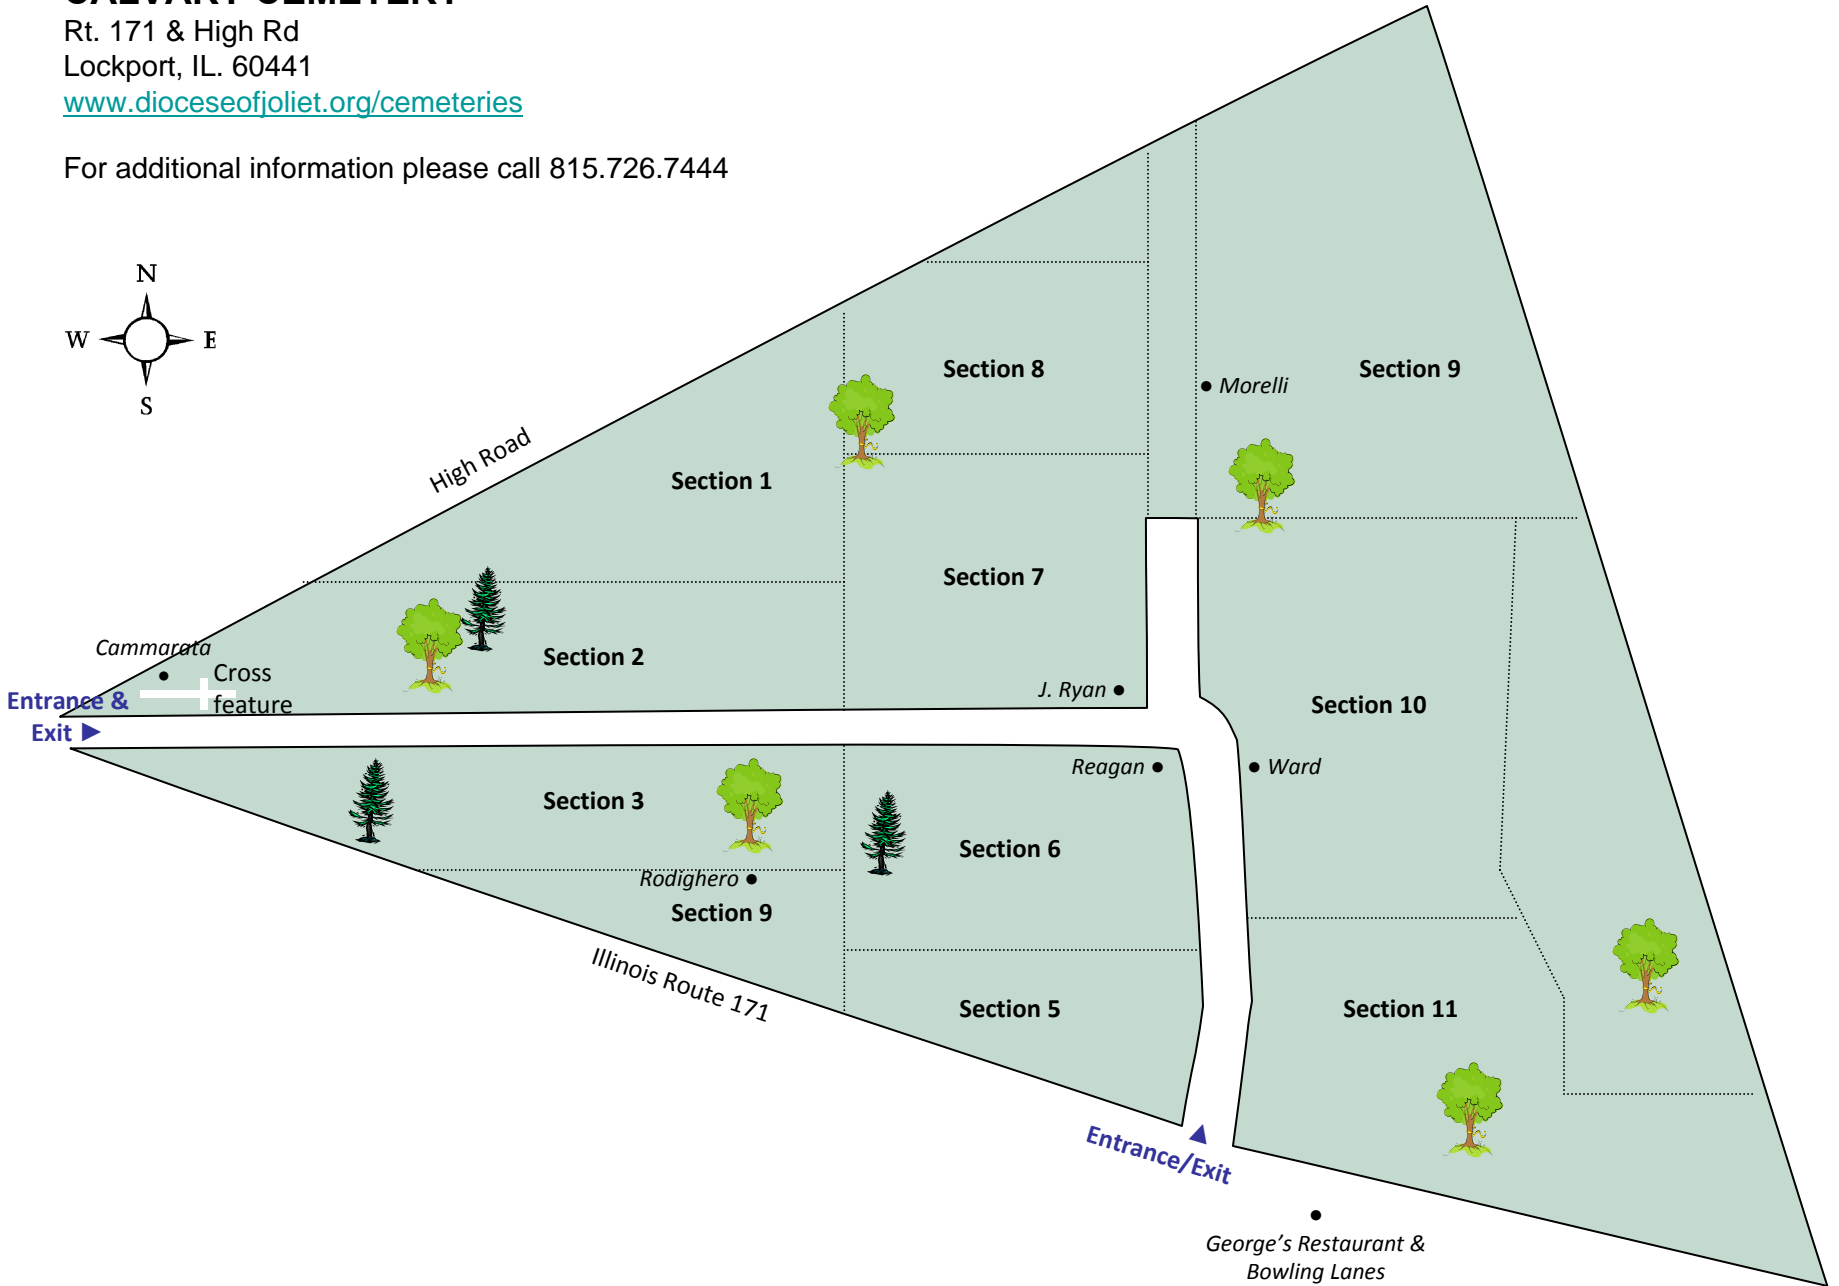 CALVARY CEMETERY
Rt. 171 & High Rd
Lockport, IL. 60441
www.dioceseofjoliet.org/cemeteries
For additional information please call 815.726.7444
N
W E
S
High Road
Section 8
Section 9
Morelli
Section 1
Section 7
Cammarata
Section 2
Cross
feature
J. Ryan
Entrance &
Exit
Section 10
Reagan
Ward
Section 3
Section 6
Rodighero
Section 9
Illinois Route 171
Section 5
Section 11
Entrance/Exit
George's Restaurant &
Bowling Lanes